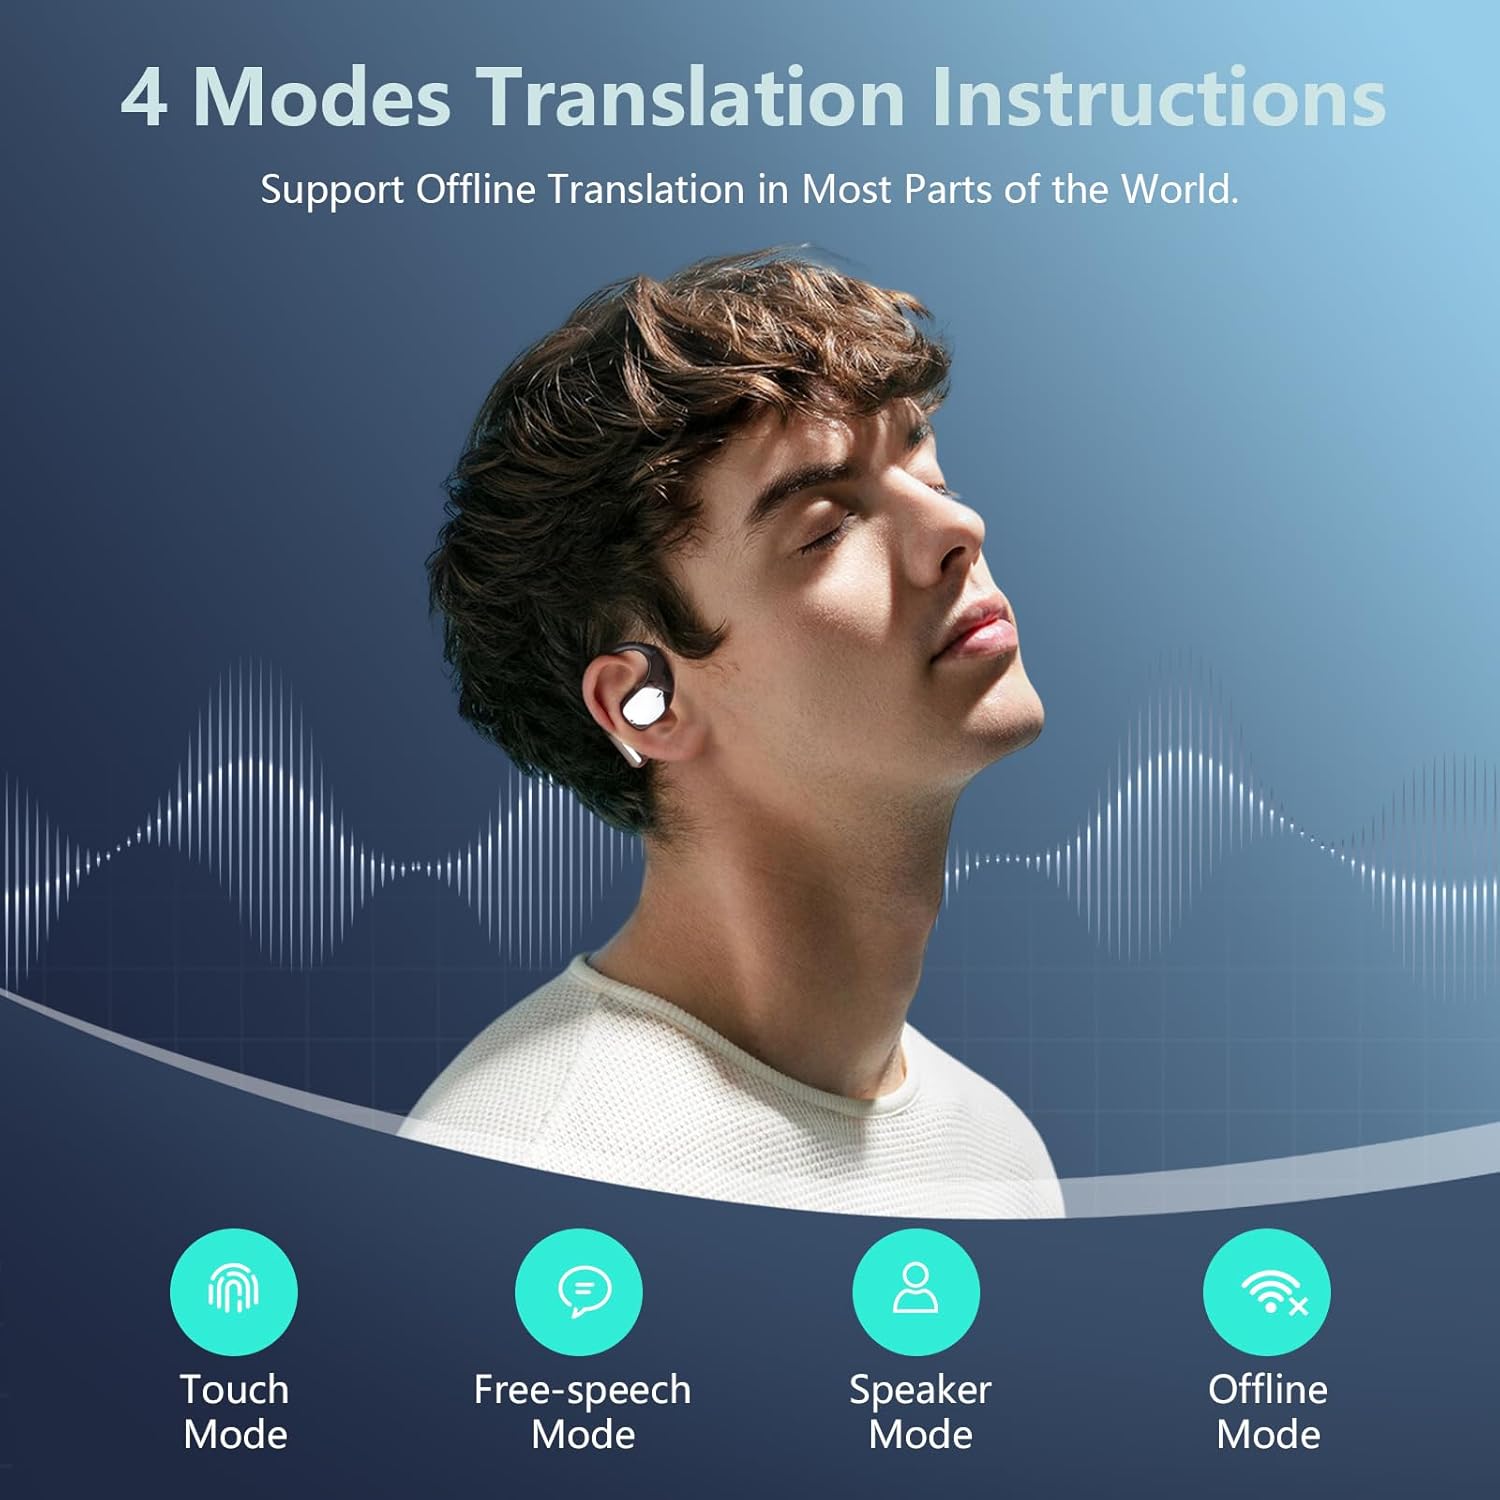 4 Modes Translation Instructions
Support Offline Translation in Most Parts of the World.
Touch
Mode
Free-speech
Mode
Speaker
Mode
Offline
Mode